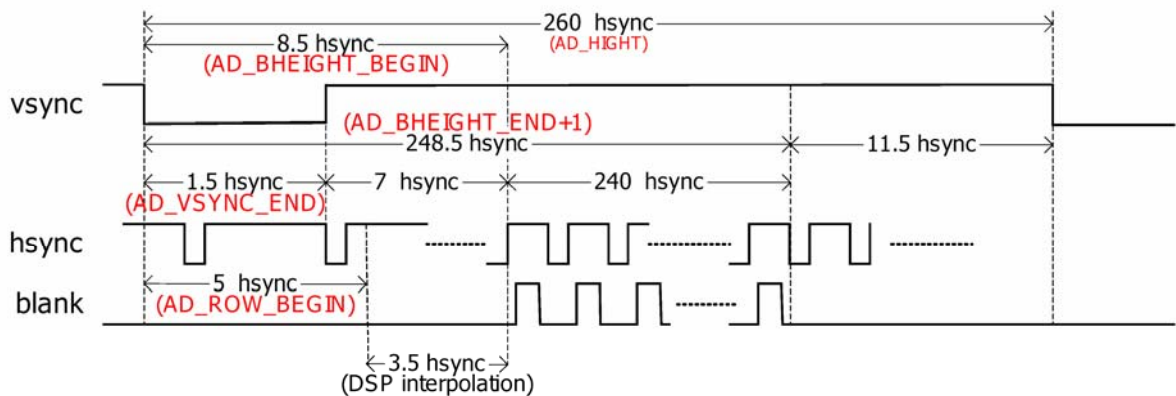 260 hsync
(AD_HIGHT)
8.5 hsync
(AD_BHEIGHT_BEGIN)
vsync
(AD_BHEIGHT_END+1)
248.5 hsync
11.5 hsync
1.5 hsync
7 hsync
240 hsync
(AD_VSYNC_END)
hsync
5 hsync
(AD_ROW_BEGIN)
blank
3.5 hsync
(DSP interpolation)